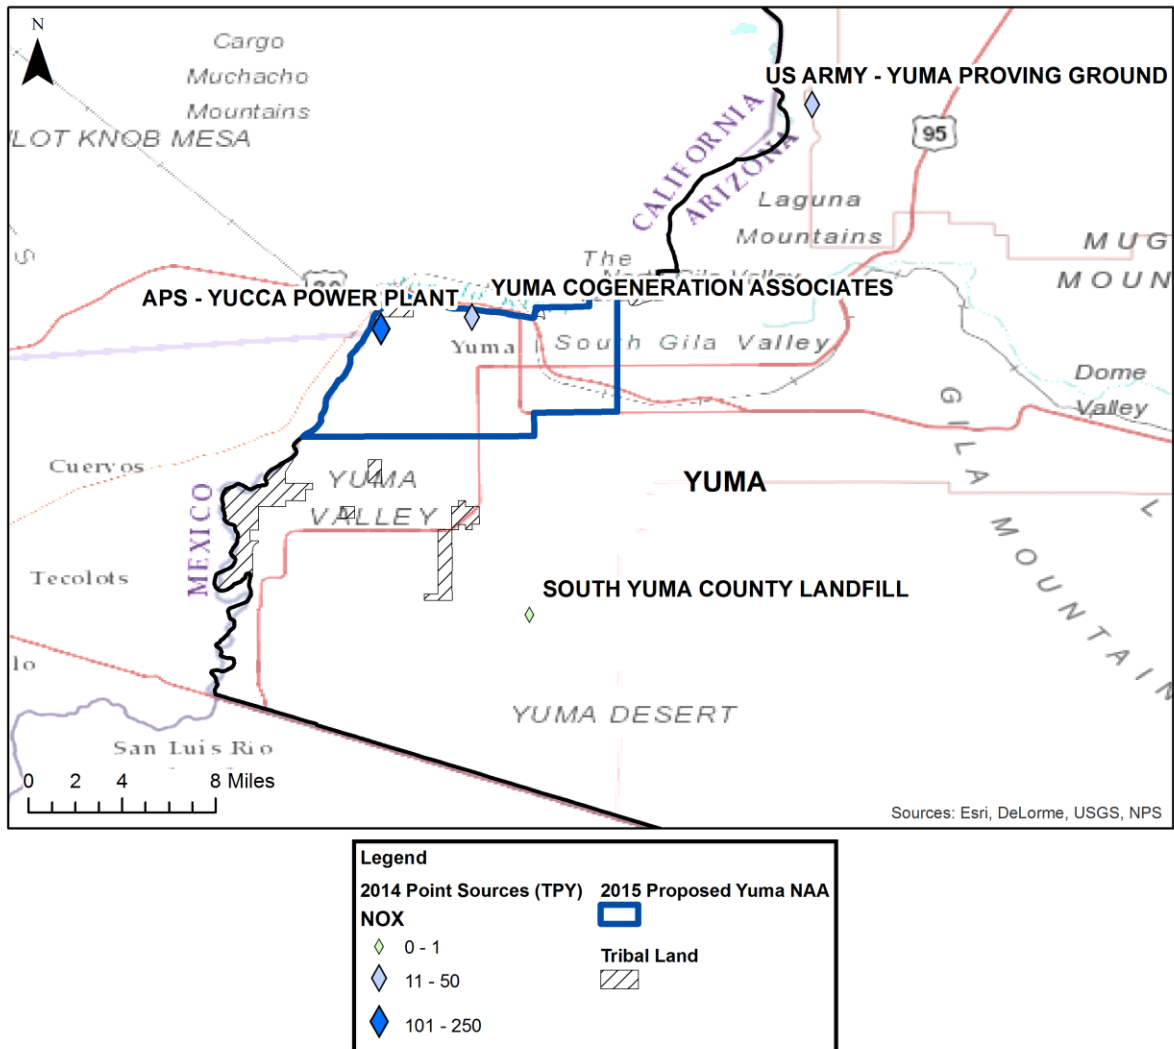 N
Cargo
Muchacho
Mountains
LOT KNOB MESA
US ARMY - YUMA PROVING GROUND
95
CALIFORNIA
ARIZONA
Laguna
Mountains
MUG
MOUN
S
The
North Gila Valley
APS - YUCCA POWER PLANT
YUMA COGENERATION ASSOCIATES
Yuma
South Gila Valley
Dome
Valley
Cuervos
YUMA
VALLEY
YUMA
GILA
MOUNTAIN
L
MEXICO
Tecolots
SOUTH YUMA COUNTY LANDFILL
lo
YUMA DESERT
San Luis Rio
0 2 4 8 Miles
Sources: Esri, DeLorme, USGS, NPS
Legend
2014 Point Sources (TPY)
2015 Proposed Yuma NAA
NOX
0 - 1
Tribal Land
11 - 50
101 - 250